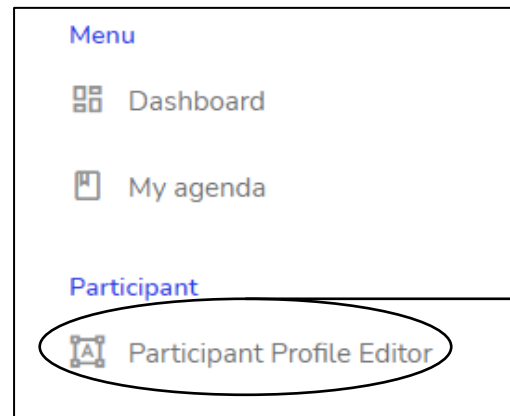 Menu
Dashboard
My agenda
Participant
Participant Profile Editor